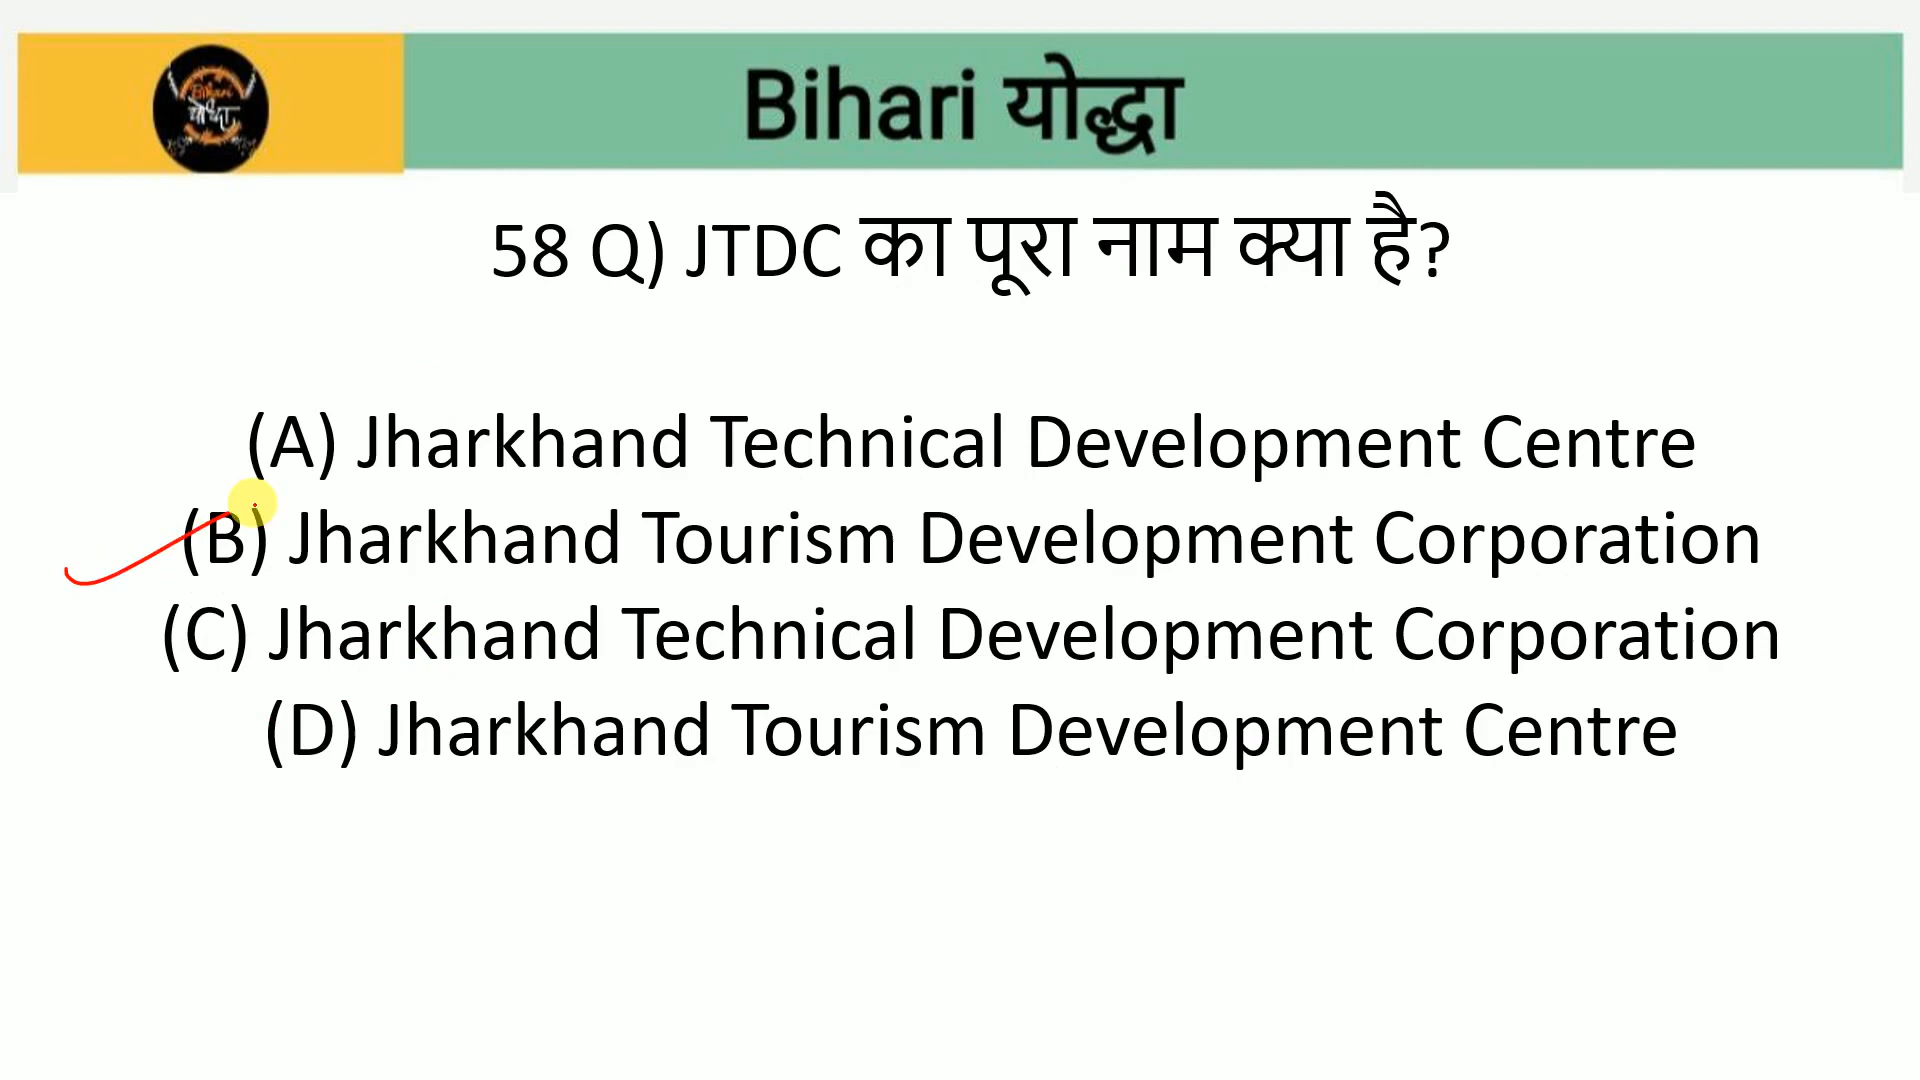 Bihari
योद्धा
Bihari योद्धा
58 Q) JTDC का पूरा नाम क्या है?
(A) Jharkhand Technical Development Centre
(B) Jharkhand Tourism Development Corporation
(C) Jharkhand Technical Development Corporation
(D) Jharkhand Tourism Development Centre